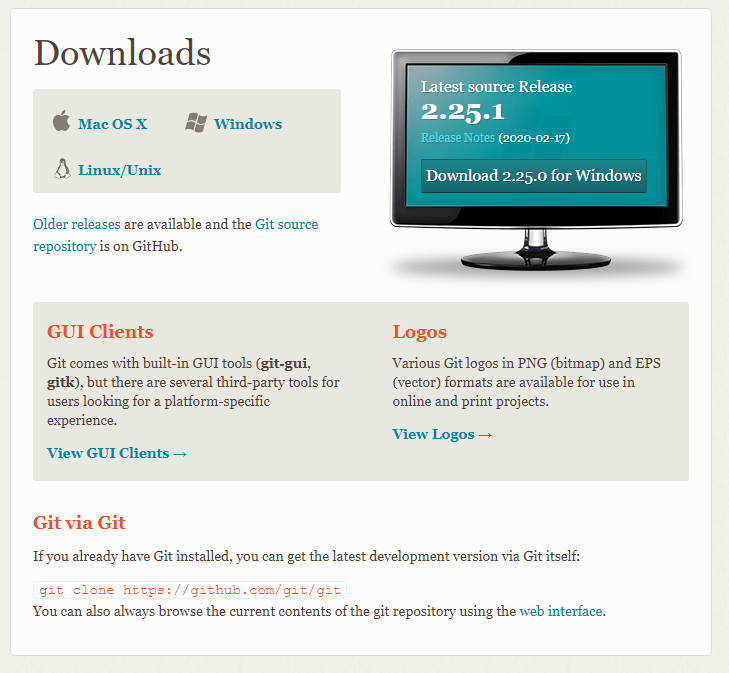 Downloads
Mac OS X
Windows
Linux/Unix
Older releases are available and the Git source
repository is on GitHub.
Latest source Release
2.25.1
Release Notes (2020-02-17)
Download 2.25.0 for Windows
GUI Clients
Git comes with built-in GUI tools (git-gui,
gitk), but there are several third-party tools for
users looking for a platform-specific
experience.
View GUI Clients →
Logos
Various Git logos in PNG (bitmap) and EPS
(vector) formats are available for use in
online and print projects.
View Logos →
Git via Git
If you already have Git installed, you can get the latest development version via Git itself:
git clone https://github.com/git/git
You can also always browse the current contents of the git repository using the web interface.